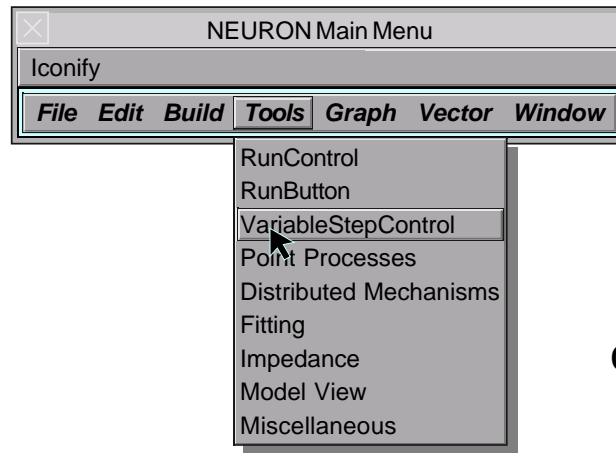 NEURON Main Menu
Iconify
File Edit Build Tools Graph Vector Window
RunControl
RunButton
VariableStepControl
Point Processes
Distributed Mechanisms
Fitting
Impedance
Model View
Miscellaneous